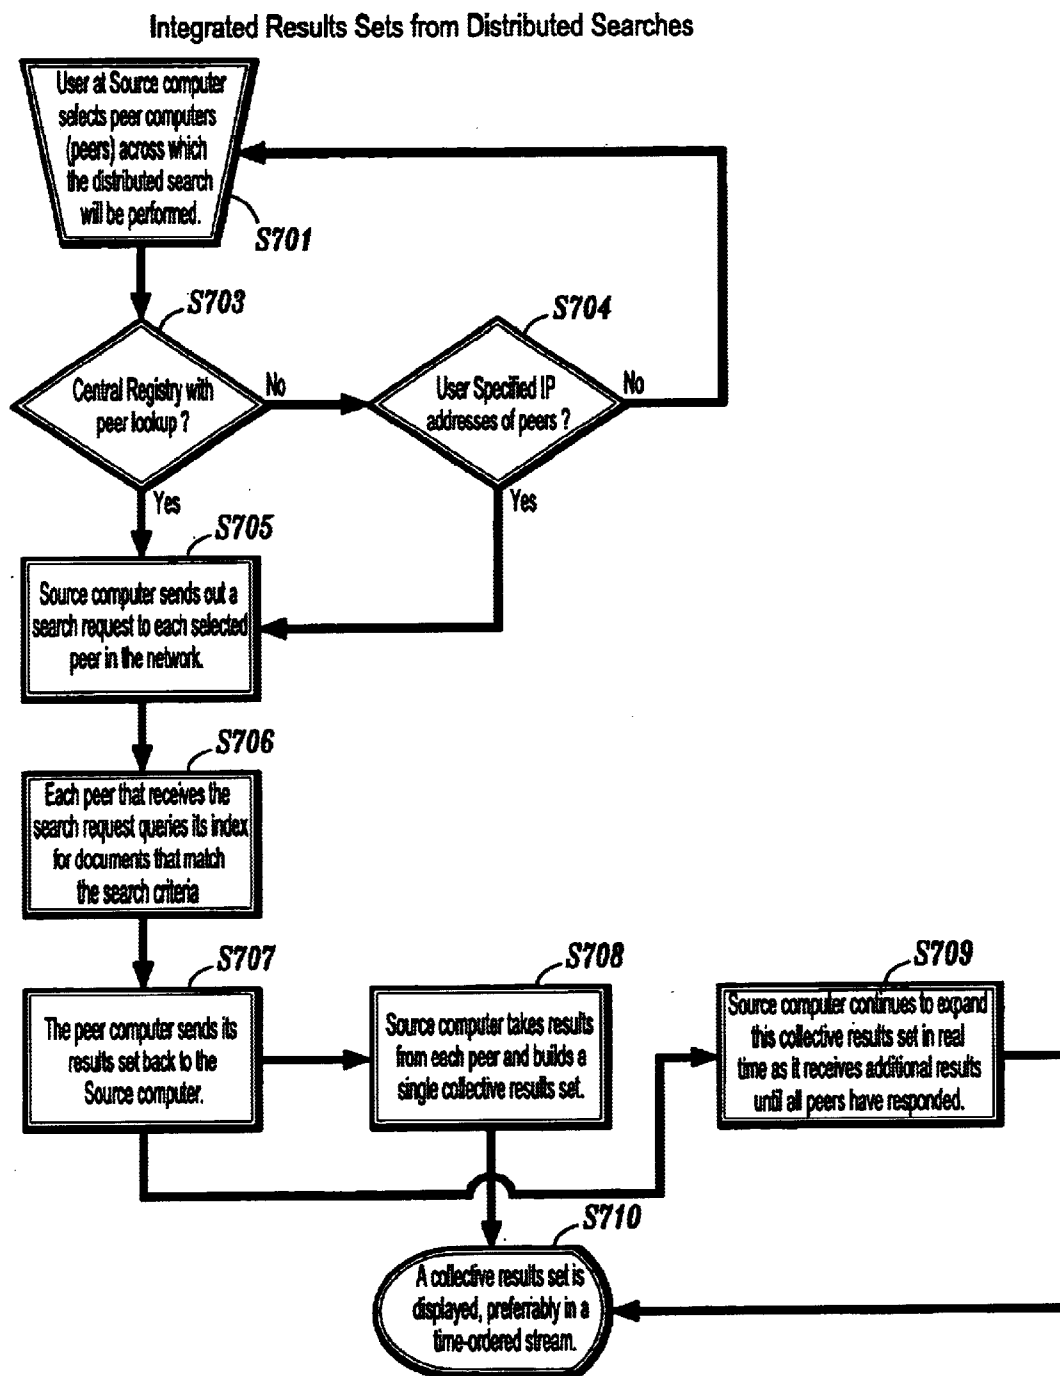 Integrated Results Sets from Distributed Searches
User at Source computer
selects peer computers
(peers) across which
the distributed search
will be performed.
S701
S703
Central Registry with
peer lookup ?
No
Yes
S704
User Specified IP
addresses of peers ?
No
Yes
S705
Source computer sends out a
search request to each selected
peer in the network.
S706
Each peer that receives the
search request queries its index
for documents that match
the search criteria
S707
The peer computer sends its
results set back to the
Source computer.
S708
Source computer takes results
from each peer and builds a
single collective results set.
S709
Source computer continues to expand
this collective results set in real
time as it receives additional results
until all peers have responded.
S710
A collective results set is
displayed, preferrably in a
time-ordered stream.